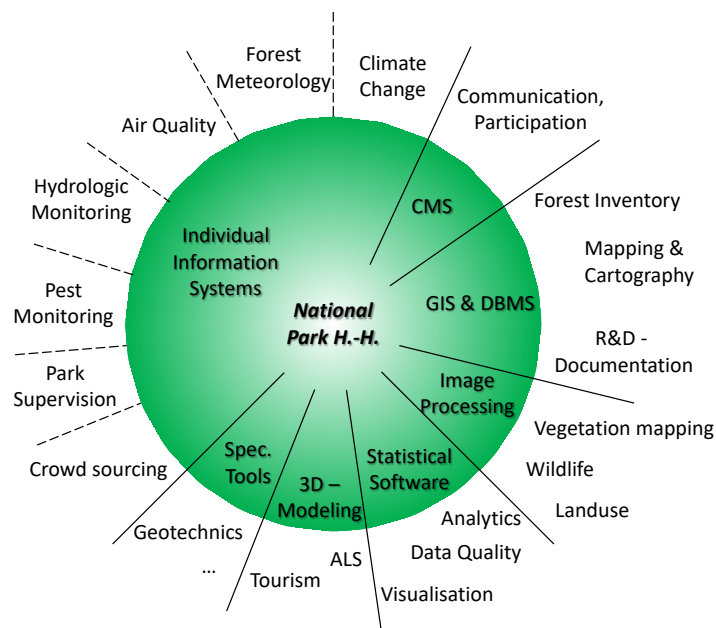 Forest
Meteorology
Climate
Change
Communication,
Participation
Air Quality
Hydrologic
Monitoring
CMS
Forest Inventory
Individual
Information
Systems
Mapping &
Cartography
Pest
Monitoring
National
Park H.-H.
GIS & DBMS
R&D -
Documentation
Park
Supervision
Image
Processing
Vegetation mapping
Crowd sourcing
Spec.
Tools
Statistical
Software
Wildlife
3D –
Modeling
Landuse
Geotechnics
Analytics
...
Tourism
ALS
Data Quality
Visualisation